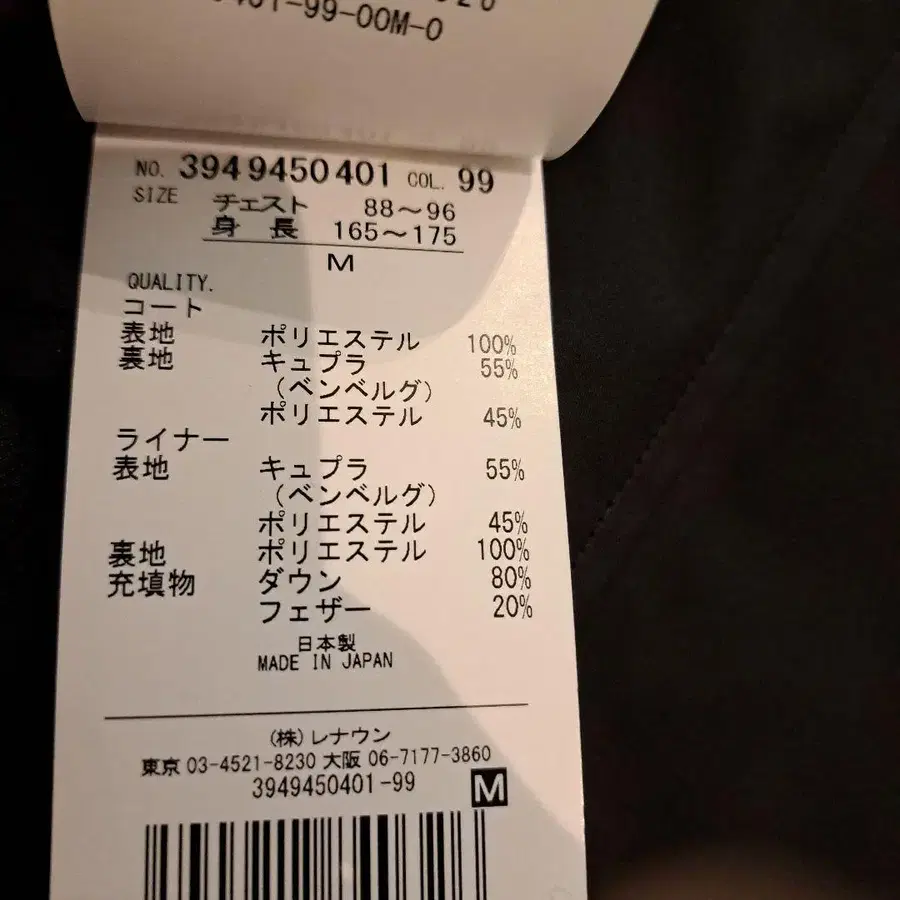 401-99-00M-0
NO. 3949450401 COL. 99
SIZE チェスト 88～96
身長 165～175
M
QUALITY.
コート
表地 ポリエステル 100%
裏地 キュプラ 55%
(ベンベルグ)
ポリエステル 45%
ライナー
表地 キュプラ 55%
(ベンベルグ)
ポリエステル 45%
裏地 ポリエステル 100%
充填物 ダウン 80%
フェザー 20%
日本製
MADE IN JAPAN
(株)レナウン
東京 03-4521-8230 大阪 06-7177-3860
3949450401-99 M